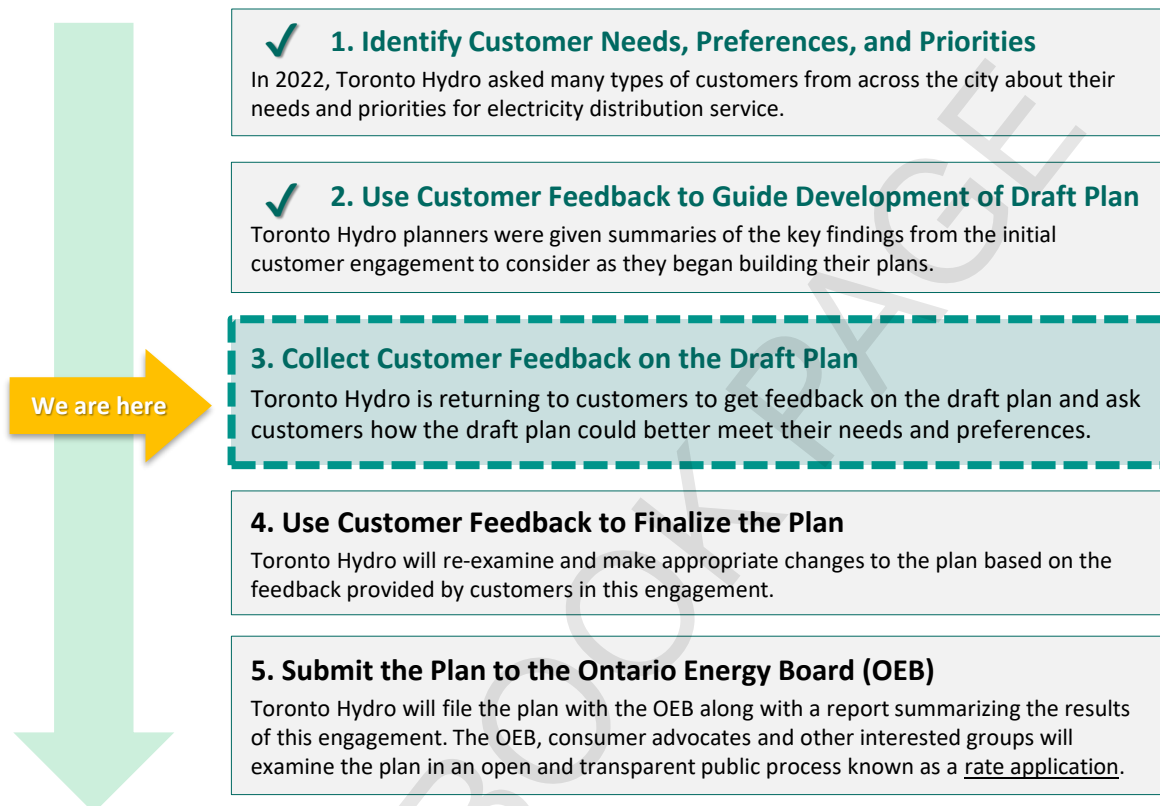 ✓ 1. Identify Customer Needs, Preferences, and Priorities
In 2022, Toronto Hydro asked many types of customers from across the city about their
needs and priorities for electricity distribution service.
✓ 2. Use Customer Feedback to Guide Development of Draft Plan
Toronto Hydro planners were given summaries of the key findings from the initial
customer engagement to consider as they began building their plans.
We are here
3. Collect Customer Feedback on the Draft Plan
Toronto Hydro is returning to customers to get feedback on the draft plan and ask
customers how the draft plan could better meet their needs and preferences.
4. Use Customer Feedback to Finalize the Plan
Toronto Hydro will re-examine and make appropriate changes to the plan based on the
feedback provided by customers in this engagement.
5. Submit the Plan to the Ontario Energy Board (OEB)
Toronto Hydro will file the plan with the OEB along with a report summarizing the results
of this engagement. The OEB, consumer advocates and other interested groups will
examine the plan in an open and transparent public process known as a rate application.
OOK PAGE